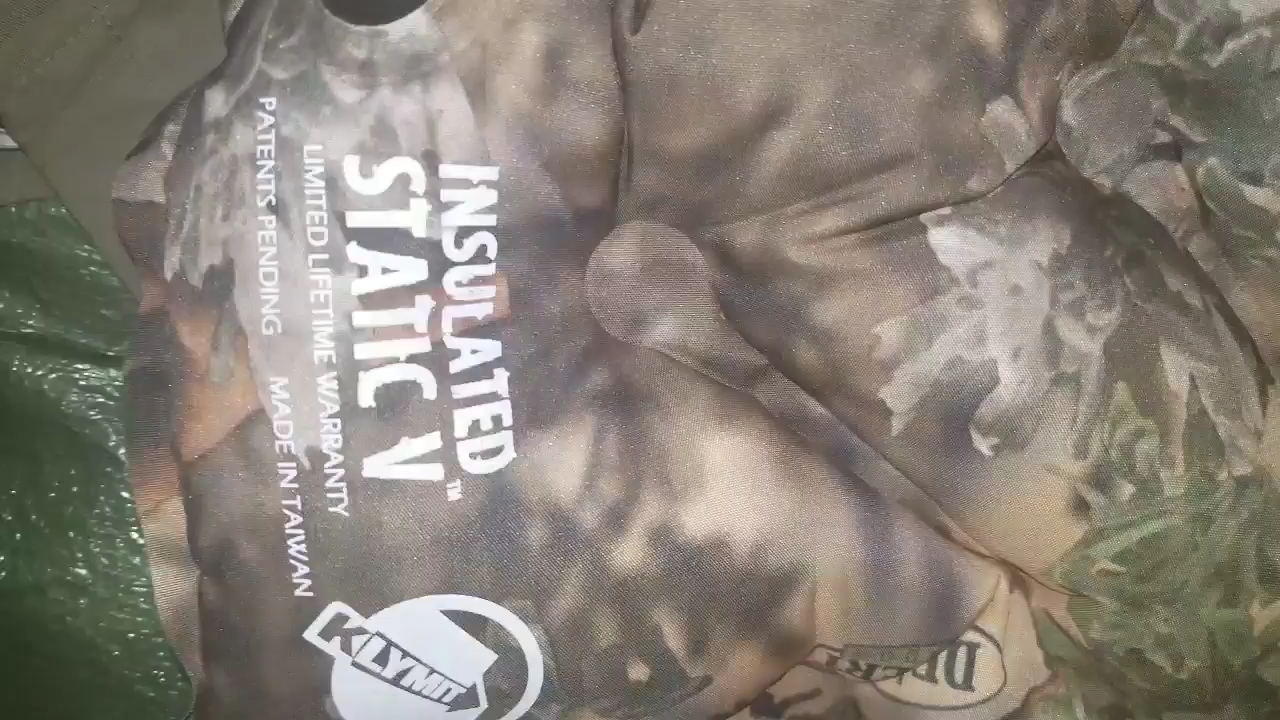 INSULATED
STATIC V™
LIMITED LIFETIME WARRANTY
PATENTS PENDING MADE IN TAIWAN
KLYMIT